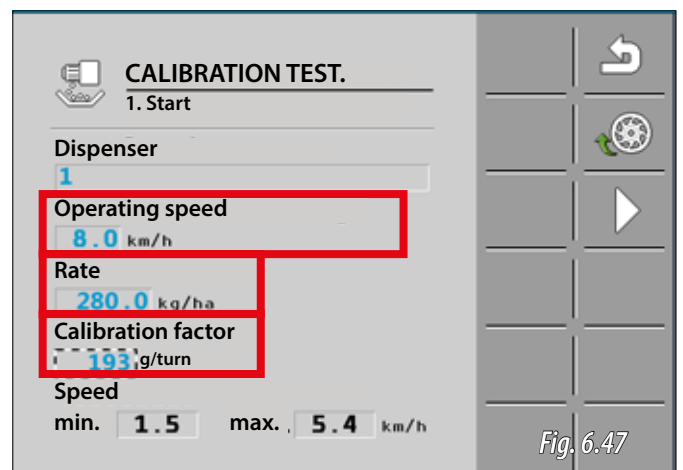 CALIBRATION TEST.
1. Start
Dispenser
1
Operating speed
8.0 km/h
Rate
280.0 kg/ha
Calibration factor
193 g/turn
Speed
min. 1.5 max. 5.4 km/h
Fig. 6.47